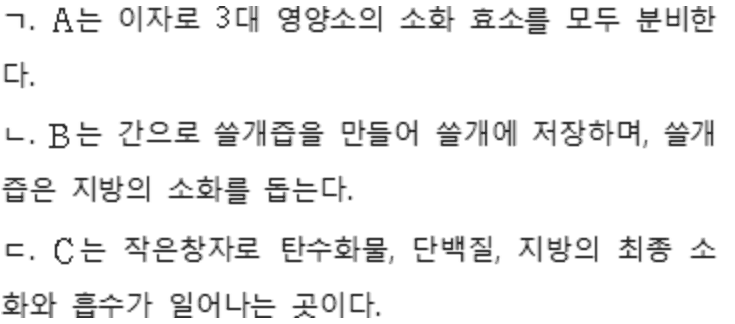 ㄱ. A는 이자로 3대 영양소의 소화 효소를 모두 분비한
다.
ㄴ. B는 간으로 쓸개즙을 만들어 쓸개에 저장하며, 쓸개
즙은 지방의 소화를 돕는다.
ㄷ. C는 작은창자로 탄수화물, 단백질, 지방의 최종 소
화와 흡수가 일어나는 곳이다.